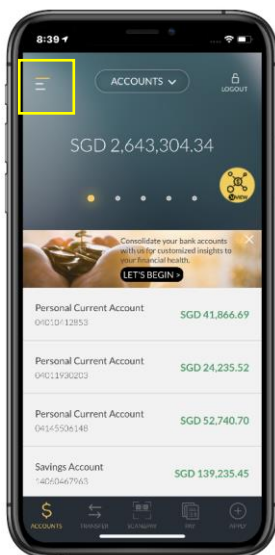 8:39
ACCOUNTS
LOGOUT
SGD 2,643,304.34
Consolidate your bank accounts
with us for customized insights to
your financial health.
LET'S BEGIN >
Personal Current Account
SGD 41,866.69
04010412853
Personal Current Account
SGD 24,235.52
04011930203
Personal Current Account
SGD 52,740.70
04145506148
Savings Account
SGD 139,235.45
14060467963
ACCOUNTS TRANSFER SCAN&PAY PAY APPLY